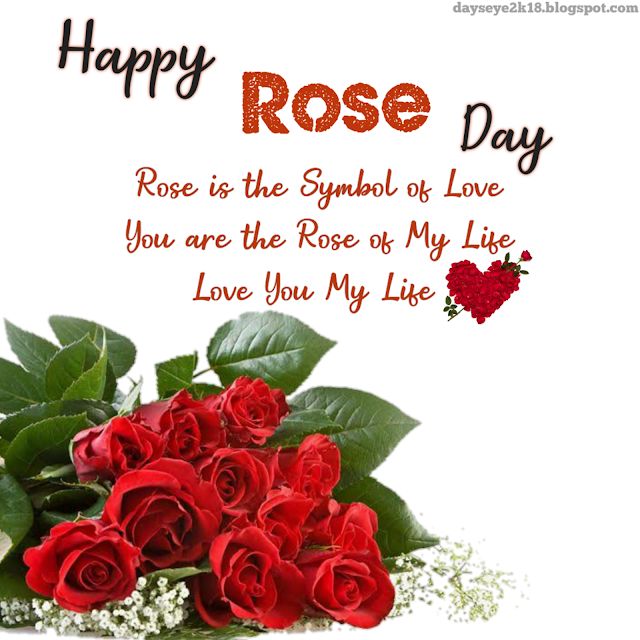 dayseye2k18.blogspot.com
Happy Rose Day
Rose is the Symbol of Love
You are the Rose of My Life
Love You My Life